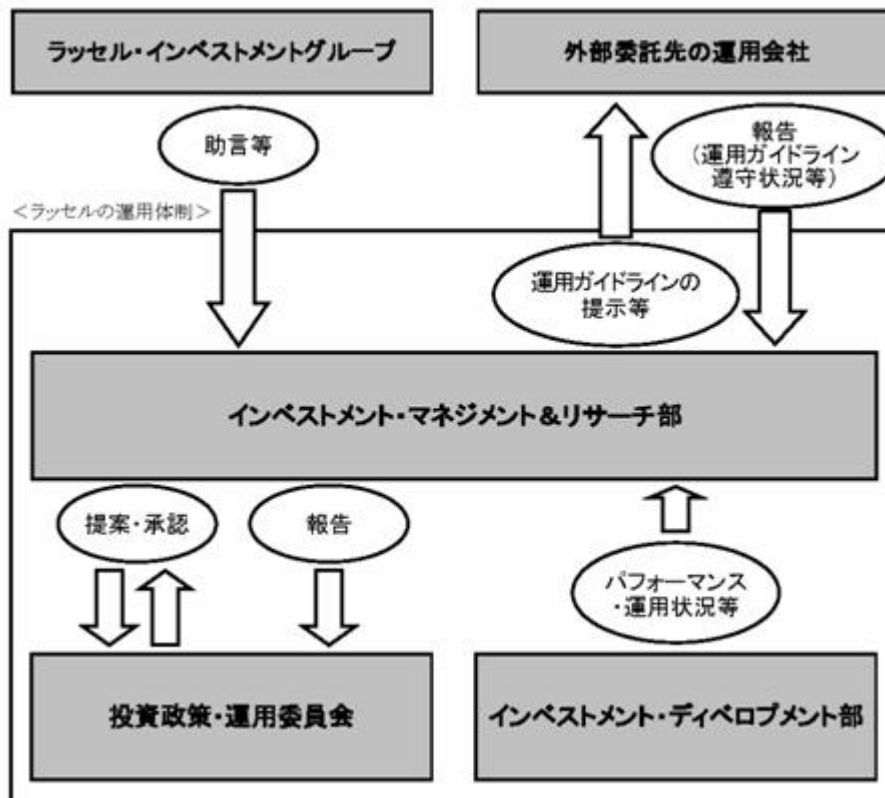 ラッセル・インベストメントグループ
外部委託先の運用会社
助言等
報告
（運用ガイドライン
遵守状況等）
＜ラッセルの運用体制＞
運用ガイドラインの
提示等
インベストメント・マネジメント＆リサーチ部
提案・承認
報告
パフォーマンス
・運用状況等
投資政策・運用委員会
インベストメント・ディベロプメント部